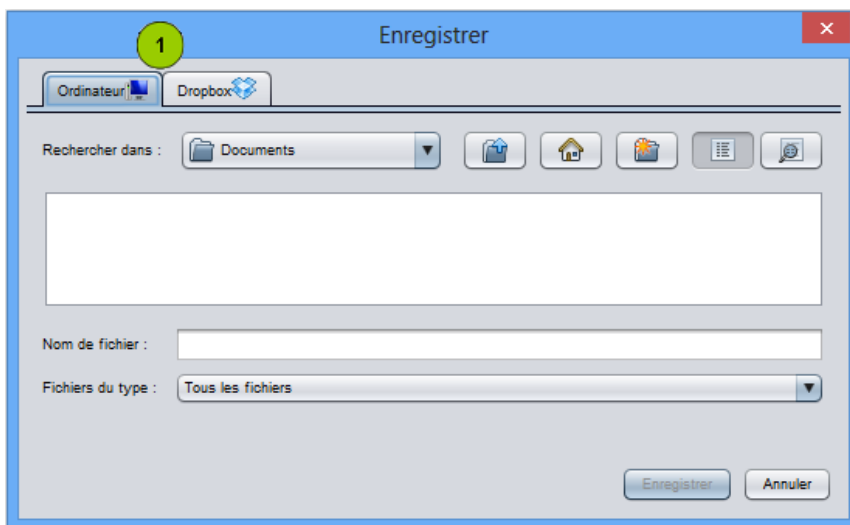 Enregistrer
1
Ordinateur Dropbox
Rechercher dans : Documents
Nom de fichier :
Fichiers du type : Tous les fichiers
Enregistrer Annuler